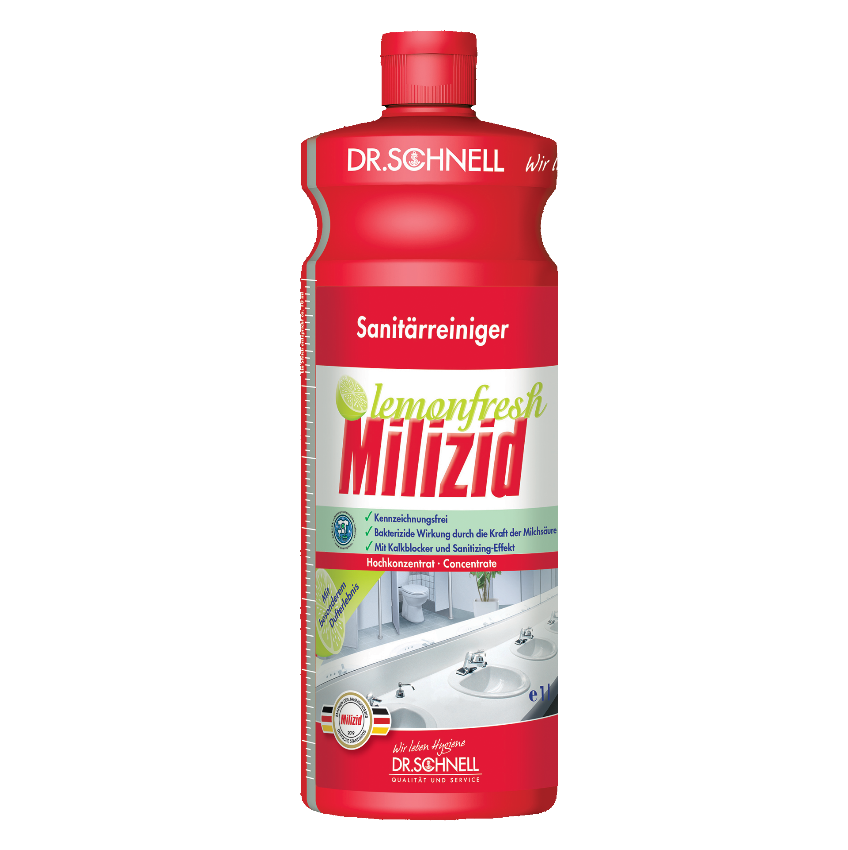 DR.SCHNELL
Wir
Sanitärreiniger
lemonfresh
Milizid
✓ Kennzeichnungsfrei
✓ Bakterizide Wirkung durch die Kraft der Milchsäure
✓ Mit Kalkblocker und Sanitizing-Effekt
Hochkonzentrat · Concentrate
Mit
besonderem
Dufterlebnis
e 1l
Milizid
Wir leben Hygiene
DR.SCHNELL
QUALITÄT UND SERVICE